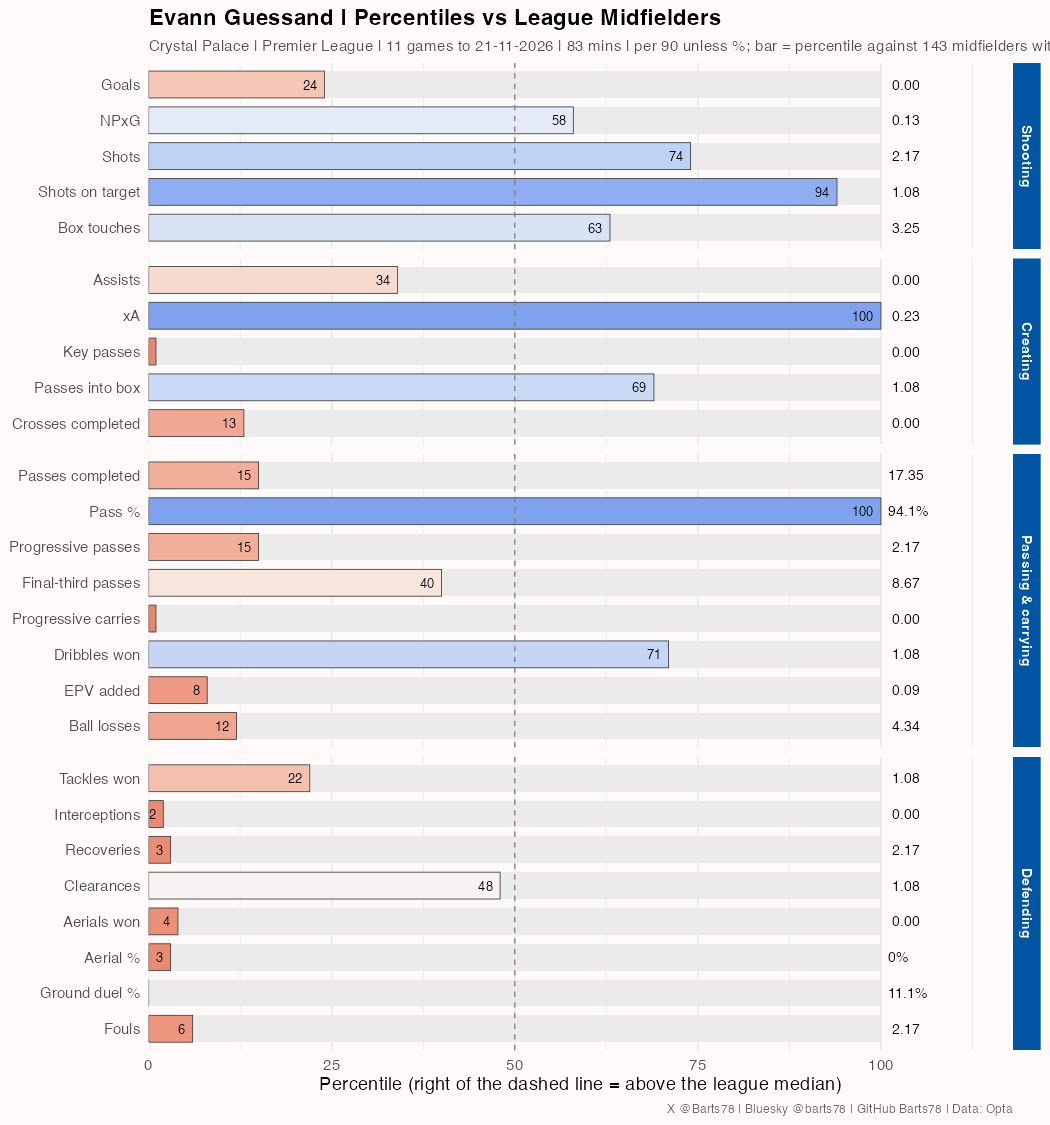 Evann Guessand | Percentiles vs League Midfielders
Crystal Palace | Premier League | 11 games to 21-11-2026 | 83 mins | per 90 unless %; bar = percentile against 143 midfielders wit
Goals 24 0.00
NPxG 58 0.13
Shots 74 2.17
Shots on target 94 1.08
Box touches 63 3.25
Shooting
Assists 34 0.00
xA 100 0.23
Key passes 0.00
Passes into box 69 1.08
Crosses completed 13 0.00
Creating
Passes completed 15 17.35
Pass % 100 94.1%
Progressive passes 15 2.17
Final-third passes 40 8.67
Progressive carries 0.00
Dribbles won 71 1.08
EPV added 8 0.09
Ball losses 12 4.34
Passing & carrying
Tackles won 22 1.08
Interceptions 2 0.00
Recoveries 3 2.17
Clearances 48 1.08
Aerials won 4 0.00
Aerial % 3 0%
Ground duel % 11.1%
Fouls 6 2.17
Defending
0 25 50 75 100
Percentile (right of the dashed line = above the league median)
X @Barts78 | Bluesky @barts78 | GitHub Barts78 | Data: Opta